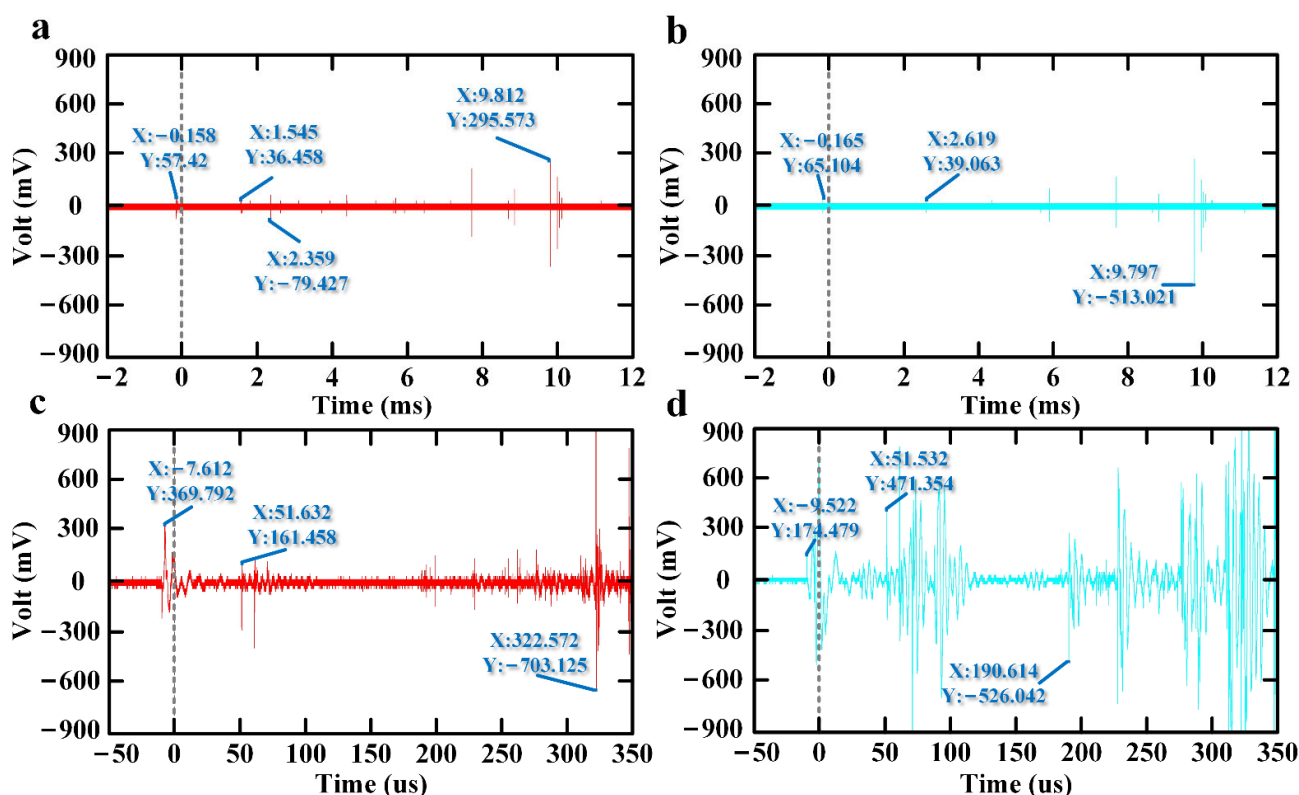 a
900
600
300
0
−300
−600
−900
Volt (mV)
X:−0.158
Y:57.42
X:1.545
Y:36.458
X:2.359
Y:−79.427
X:9.812
Y:295.573
−2 0 2 4 6 8 10 12
Time (ms)
b
900
600
300
0
−300
−600
−900
Volt (mV)
X:−0.165
Y:65.104
X:2.619
Y:39.063
X:9.797
Y:−513.021
−2 0 2 4 6 8 10 12
Time (ms)
c
900
600
300
0
−300
−600
−900
Volt (mV)
X:−7.612
Y:369.792
X:51.632
Y:161.458
X:322.572
Y:−703.125
−50 0 50 100 150 200 250 300 350
Time (us)
d
900
600
300
0
−300
−600
−900
Volt (mV)
X:51.532
Y:471.354
X:−9.522
Y:174.479
X:190.614
Y:−526.042
−50 0 50 100 150 200 250 300 350
Time (us)